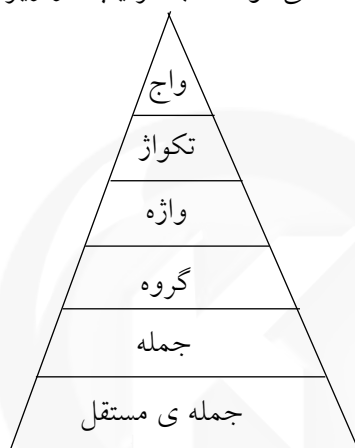 واج
تکواژ
واژه
گروه
جمله
جمله ی مستقل